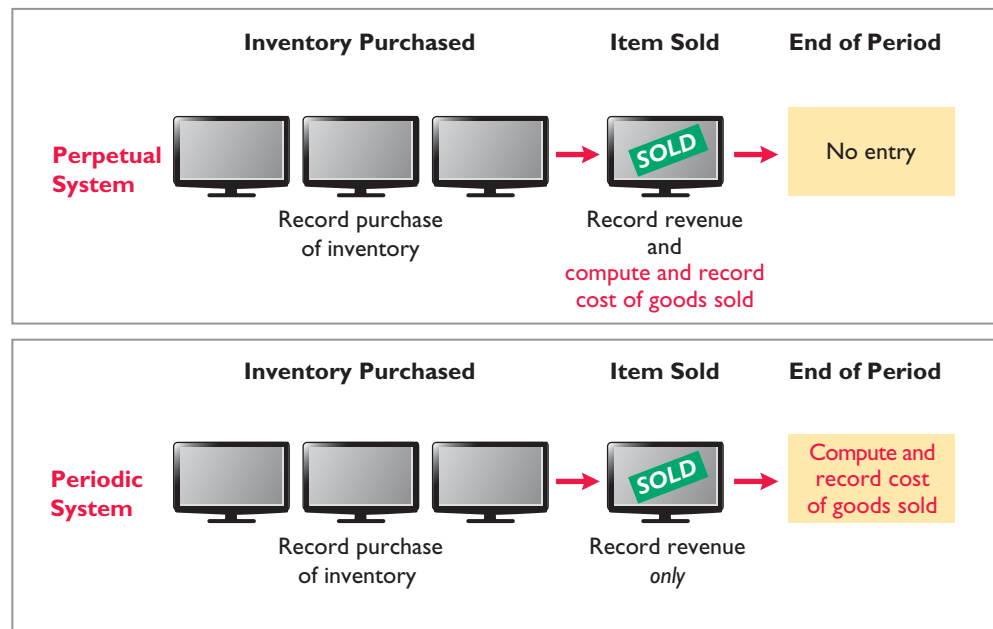 Inventory Purchased Item Sold End of Period
Perpetual
System
SOLD
No entry
Record purchase
of inventory
Record revenue
and
compute and record
cost of goods sold
Inventory Purchased Item Sold End of Period
Periodic
System
SOLD
Compute and
record cost
of goods sold
Record purchase
of inventory
Record revenue
only